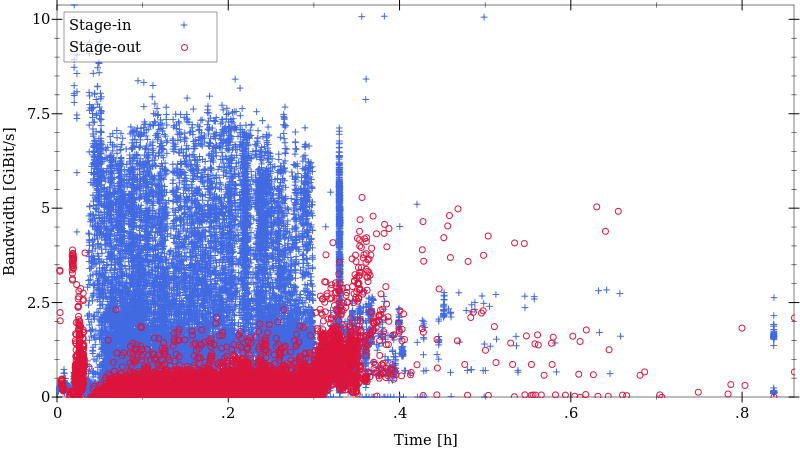 10
Stage-in
Stage-out
7.5
5
2.5
0
Bandwidth [GiBit/s]
0
.2
.4
.6
.8
Time [h]